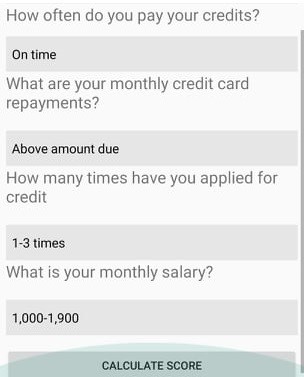 How often do you pay your credits?
On time
What are your monthly credit card
repayments?
Above amount due
How many times have you applied for
credit
1-3 times
What is your monthly salary?
1,000-1,900
CALCULATE SCORE